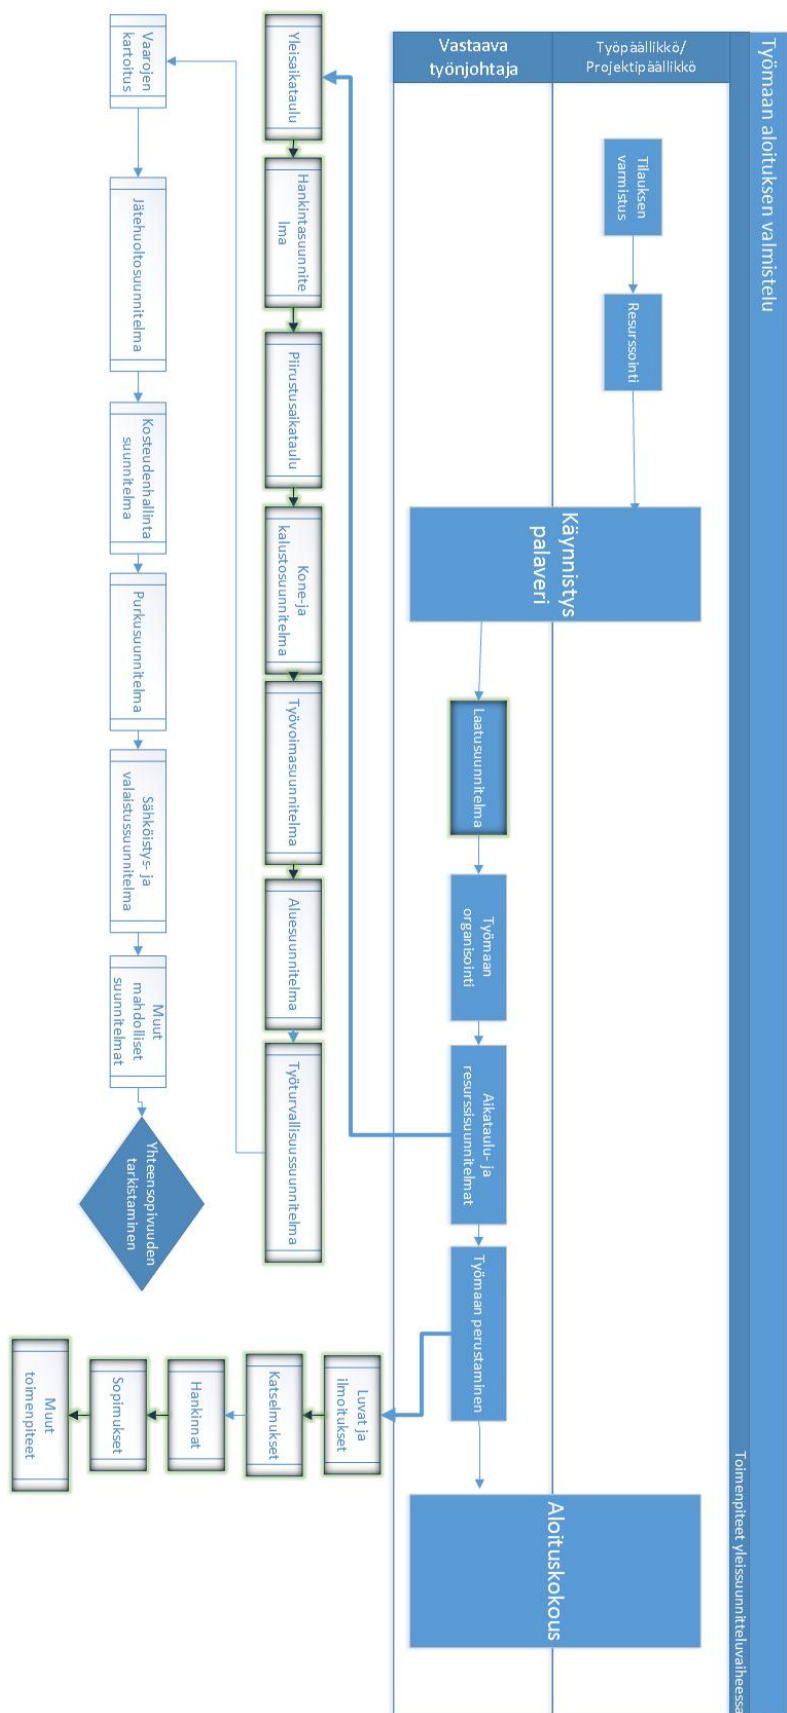 Työmaan aloituksen valmistelu
Toimenpiteet yleissuunnitteluvaiheessa
Työpäällikkö/
Projektipäällikkö
Vastaava
työnjohtaja
Tilauksen
varmistus
Resurssointi
Käynnistys
palaveri
Laatusuunnitelma
Työmaan
organisointi
Aikataulu- ja
resurssisuunnitelmat
Työmaan perustaminen
Aloituskokous
Yleisaikataulu
Hankintasuunnite
lma
Piirustusaikataulu
Kone-ja
kalustosuunnitelma
Työvoimasuunnitelma
Aluesuunnitelma
Työturvallisuussuunnitelma
Vaarojen
kartoitus
Jätehuoltosuunnitelma
Kosteudenhallinta
suunnitelma
Purkusuunnitelma
Sähköistys- ja
valaistussuunnitelma
Muut
mahdolliset
suunnitelmat
Yhteensopivuuden
tarkistaminen
Luvat ja
ilmoitukset
Katselmukset
Hankinnat
Sopimukset
Muut
toimenpiteet